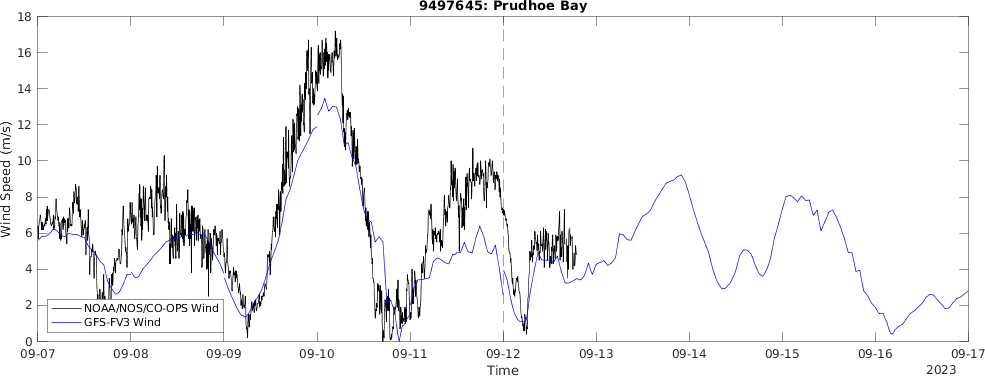 9497645: Prudhoe Bay
18
16
14
12
10
8
6
4
2
0
Wind Speed (m/s)
NOAA/NOS/CO-OPS Wind
GFS-FV3 Wind
09-07 09-08 09-09 09-10 09-11 09-12 09-13 09-14 09-15 09-16 09-17
Time
2023